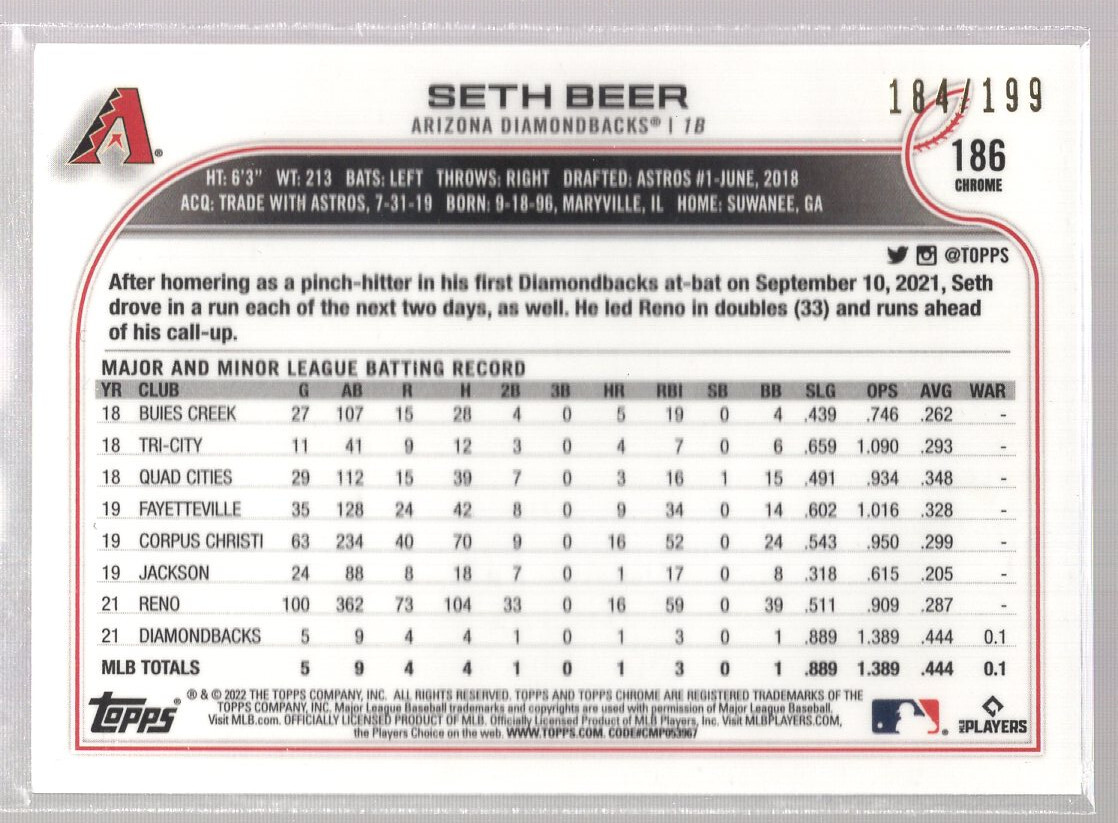 SETH BEER
184/199
ARIZONA DIAMONDBACKS® | 1B
186
CHROME
HT: 6'3" WT: 213 BATS: LEFT THROWS: RIGHT DRAFTED: ASTROS #1-JUNE, 2018
ACQ: TRADE WITH ASTROS, 7-31-19 BORN: 9-18-96, MARYVILLE, IL HOME: SUWANEE, GA
@TOPPS
After homering as a pinch-hitter in his first Diamondbacks at-bat on September 10, 2021, Seth
drove in a run each of the next two days, as well. He led Reno in doubles (33) and runs ahead
of his call-up.
MAJOR AND MINOR LEAGUE BATTING RECORD
YR CLUB G AB R H 2B 3B HR RBI SB BB SLG OPS AVG WAR
18 BUIES CREEK 27 107 15 28 4 0 5 19 0 4 .439 .746 .262 -
18 TRI-CITY 11 41 9 12 3 0 4 7 0 6 .659 1.090 .293 -
18 QUAD CITIES 29 112 15 39 7 0 3 16 1 15 .491 .934 .348 -
19 FAYETTEVILLE 35 128 24 42 8 0 9 34 0 14 .602 1.016 .328 -
19 CORPUS CHRISTI 63 234 40 70 9 0 16 52 0 24 .543 .950 .299 -
19 JACKSON 24 88 8 18 7 0 1 17 0 8 .318 .615 .205 -
21 RENO 100 362 73 104 33 0 16 59 0 39 .511 .909 .287 -
21 DIAMONDBACKS 5 9 4 4 1 0 1 3 0 1 .889 1.389 .444 0.1
MLB TOTALS 5 9 4 4 1 0 1 3 0 1 .889 1.389 .444 0.1
Topps®
® & © 2022 THE TOPPS COMPANY, INC. ALL RIGHTS RESERVED. TOPPS AND TOPPS CHROME ARE REGISTERED TRADEMARKS OF THE
TOPPS COMPANY, INC. Major League Baseball trademarks and copyrights are used with permission of Major League Baseball.
Visit MLB.com. OFFICIALLY LICENSED PRODUCT OF MLB. Officially Licensed Product of MLB Players, Inc. Visit MLBPLAYERS.COM,
the Players Choice on the web. WWW.TOPPS.COM. CODE#CMP053967
MLB PLAYERS